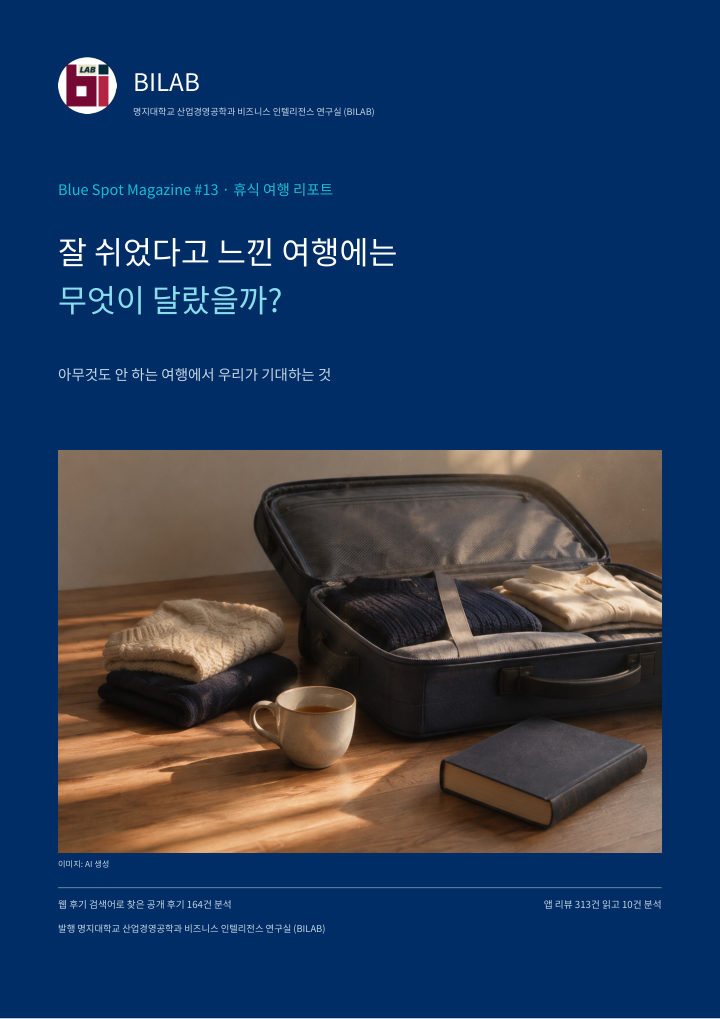 LAB
bi
BILAB
명지대학교 산업경영공학과 비즈니스 인텔리전스 연구실 (BILAB)
Blue Spot Magazine #13 · 휴식 여행 리포트
잘 쉬었다고 느낀 여행에는
무엇이 달랐을까?
아무것도 안 하는 여행에서 우리가 기대하는 것
이미지: AI 생성
웹 후기 검색어로 찾은 공개 후기 164건 분석
앱 리뷰 313건 읽고 10건 분석
발행 명지대학교 산업경영공학과 비즈니스 인텔리전스 연구실 (BILAB)